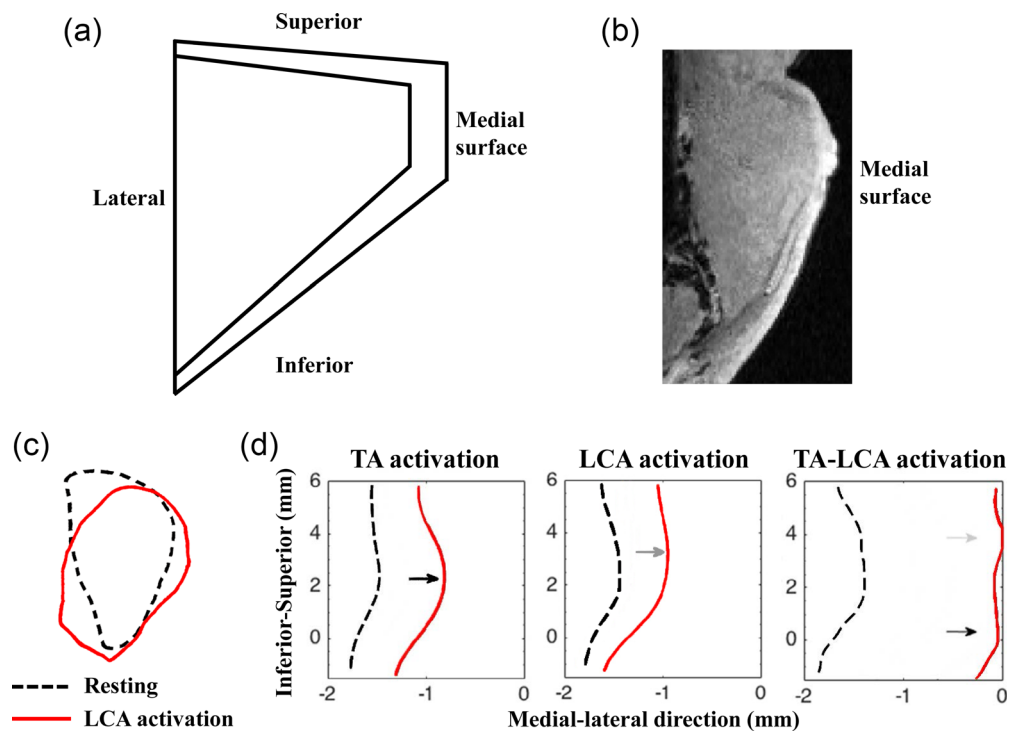 (a)
Superior
Medial
surface
Lateral
Inferior
(b)
Medial
surface
(c)
Resting
LCA activation
(d)
TA activation
LCA activation
TA-LCA activation
Inferior-Superior (mm)
6
4
2
0
-2
-1
0
6
4
2
0
-2
-1
0
6
4
2
0
-2
-1
0
Medial-lateral direction (mm)